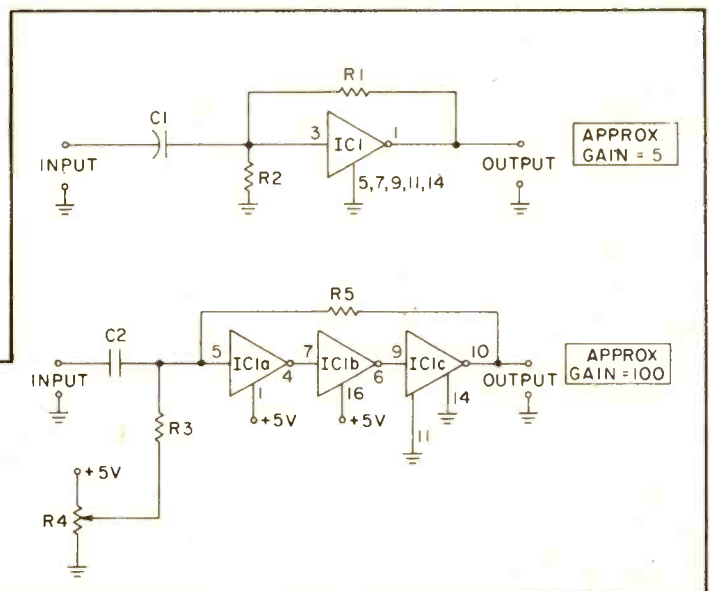 R1
C1
3
IC1
1
INPUT
R2
5,7,9,11,14
OUTPUT
APPROX
GAIN = 5
R5
C2
5
IC1a
4
7
IC1b
6
9
IC1c
10
INPUT
1
16
14
OUTPUT
APPROX
GAIN = 100
R3
+5V
+5V
11
+5V
R4